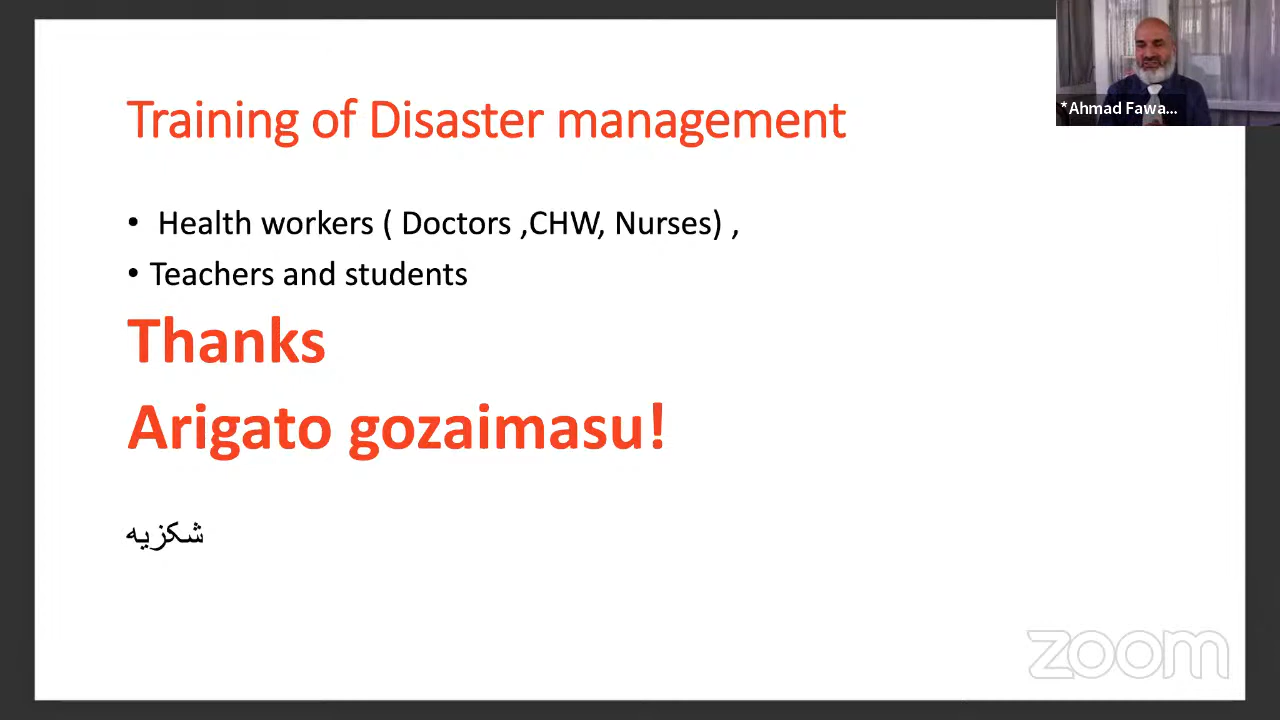 *Ahmad Fawa...
Training of Disaster management
• Health workers ( Doctors ,CHW, Nurses) ,
• Teachers and students
Thanks
Arigato gozaimasu!
شکزیه
zoom